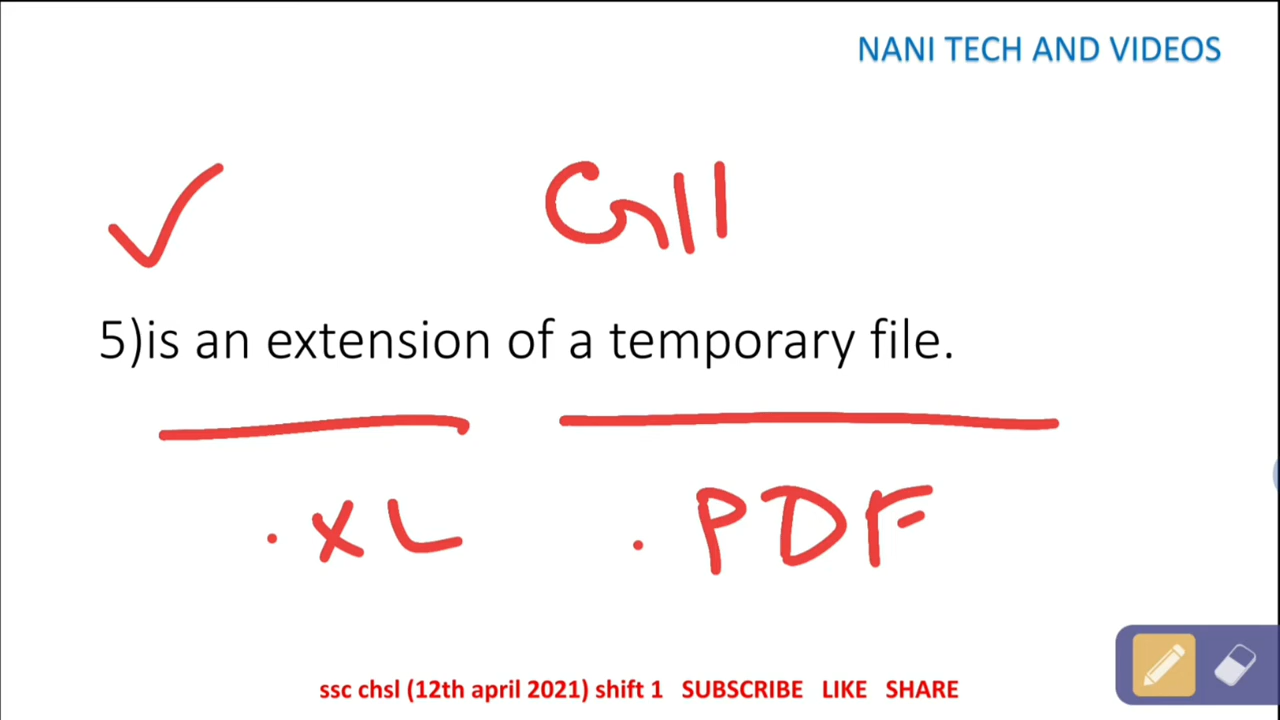 NANI TECH AND VIDEOS
5)is an extension of a temporary file.
. XL . PDF
ssc chsl (12th april 2021) shift 1 SUBSCRIBE LIKE SHARE